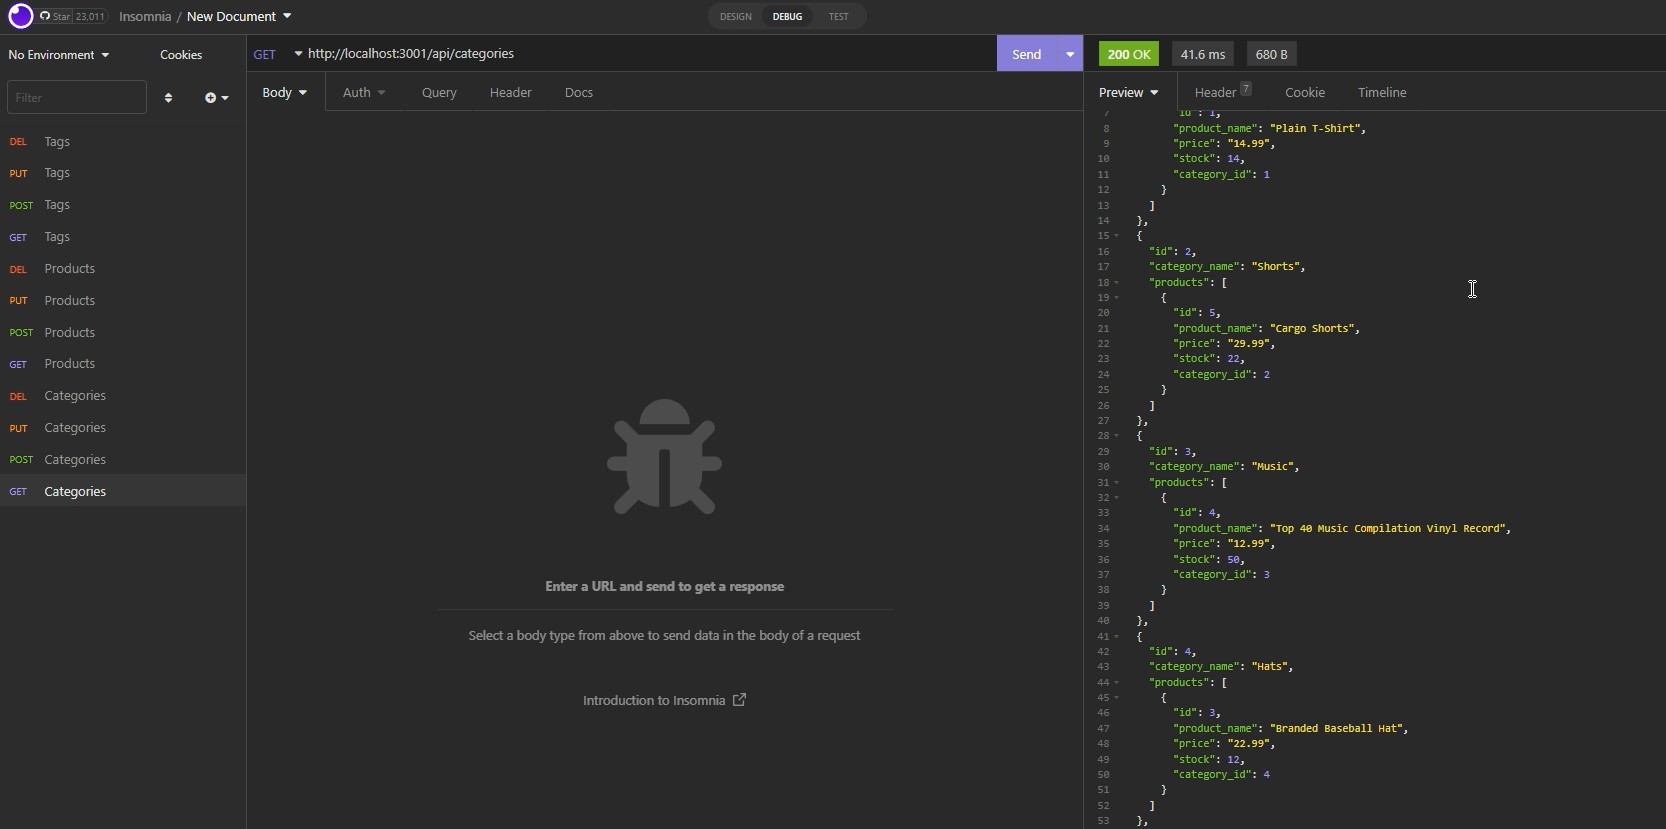 Star 23,011 Insomnia / New Document DESIGN DEBUG TEST
No Environment Cookies
GET http://localhost:3001/api/categories Send
200 OK 41.6 ms 680 B
Filter
Body Auth Query Header Docs
Preview Header 7 Cookie Timeline
DEL Tags
PUT Tags
POST Tags
GET Tags
DEL Products
PUT Products
POST Products
GET Products
DEL Categories
PUT Categories
POST Categories
GET Categories
Enter a URL and send to get a response
Select a body type from above to send data in the body of a request
Introduction to Insomnia
7 "id": 1,
8 "product_name": "Plain T-Shirt",
9 "price": "14.99",
10 "stock": 14,
11 "category_id": 1
12 }
13 ]
14 },
15 {
16 "id": 2,
17 "category_name": "Shorts",
18 "products": [
19 {
20 "id": 5,
21 "product_name": "Cargo Shorts",
22 "price": "29.99",
23 "stock": 22,
24 "category_id": 2
25 }
26 ]
27 },
28 {
29 "id": 3,
30 "category_name": "Music",
31 "products": [
32 {
33 "id": 4,
34 "product_name": "Top 40 Music Compilation Vinyl Record",
35 "price": "12.99",
36 "stock": 50,
37 "category_id": 3
38 }
39 ]
40 },
41 {
42 "id": 4,
43 "category_name": "Hats",
44 "products": [
45 {
46 "id": 3,
47 "product_name": "Branded Baseball Hat",
48 "price": "22.99",
49 "stock": 12,
50 "category_id": 4
51 }
52 ]
53 },